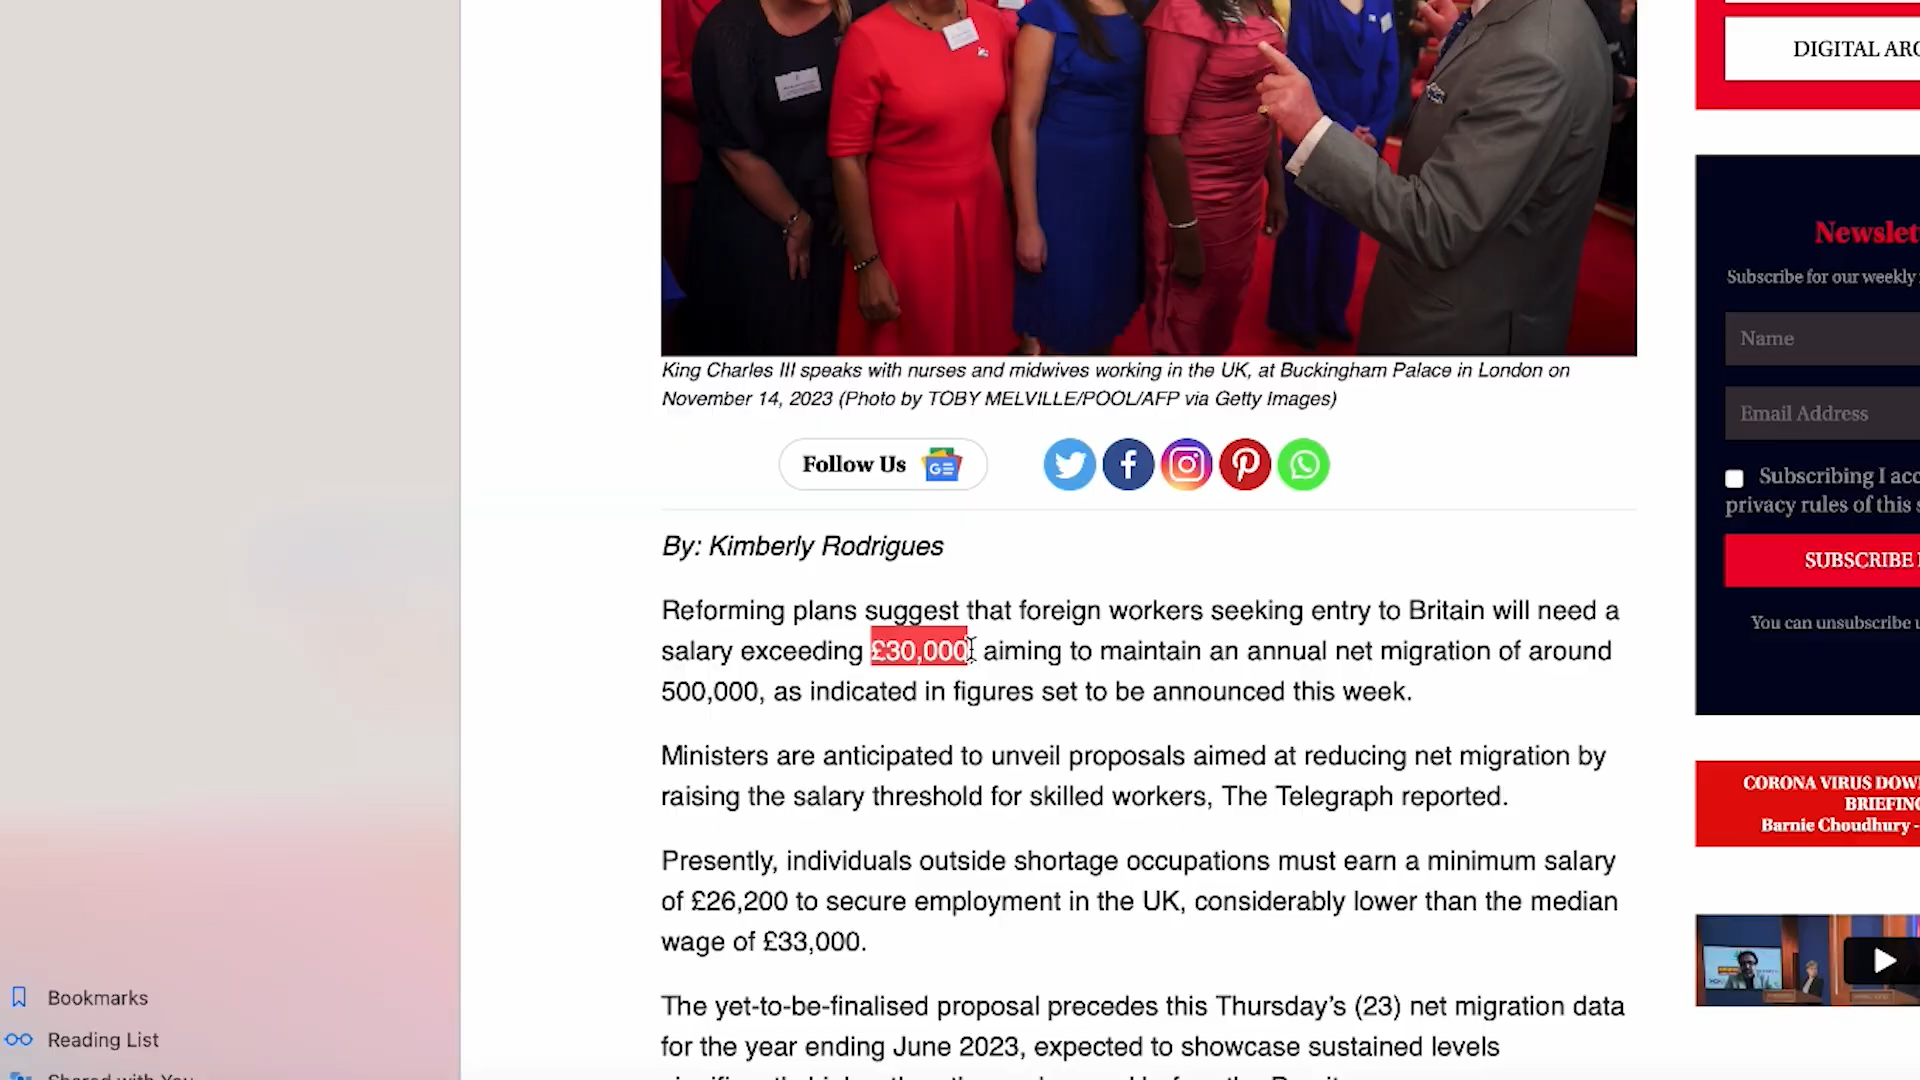 DIGITAL ARC
King Charles III speaks with nurses and midwives working in the UK, at Buckingham Palace in London on
November 14, 2023 (Photo by TOBY MELVILLE/POOL/AFP via Getty Images)
Follow Us
By: Kimberly Rodrigues
Reforming plans suggest that foreign workers seeking entry to Britain will need a
salary exceeding £30,000, aiming to maintain an annual net migration of around
500,000, as indicated in figures set to be announced this week.
Ministers are anticipated to unveil proposals aimed at reducing net migration by
raising the salary threshold for skilled workers, The Telegraph reported.
Presently, individuals outside shortage occupations must earn a minimum salary
of £26,200 to secure employment in the UK, considerably lower than the median
wage of £33,000.
The yet-to-be-finalised proposal precedes this Thursday's (23) net migration data
for the year ending June 2023, expected to showcase sustained levels
Newslet
Subscribe for our weekly
Name
Email Address
Subscribing I acc
privacy rules of this s
SUBSCRIBE
You can unsubscribe u
CORONA VIRUS DOW
BRIEFING
Barnie Choudhury -
Bookmarks
Reading List
Shared with You